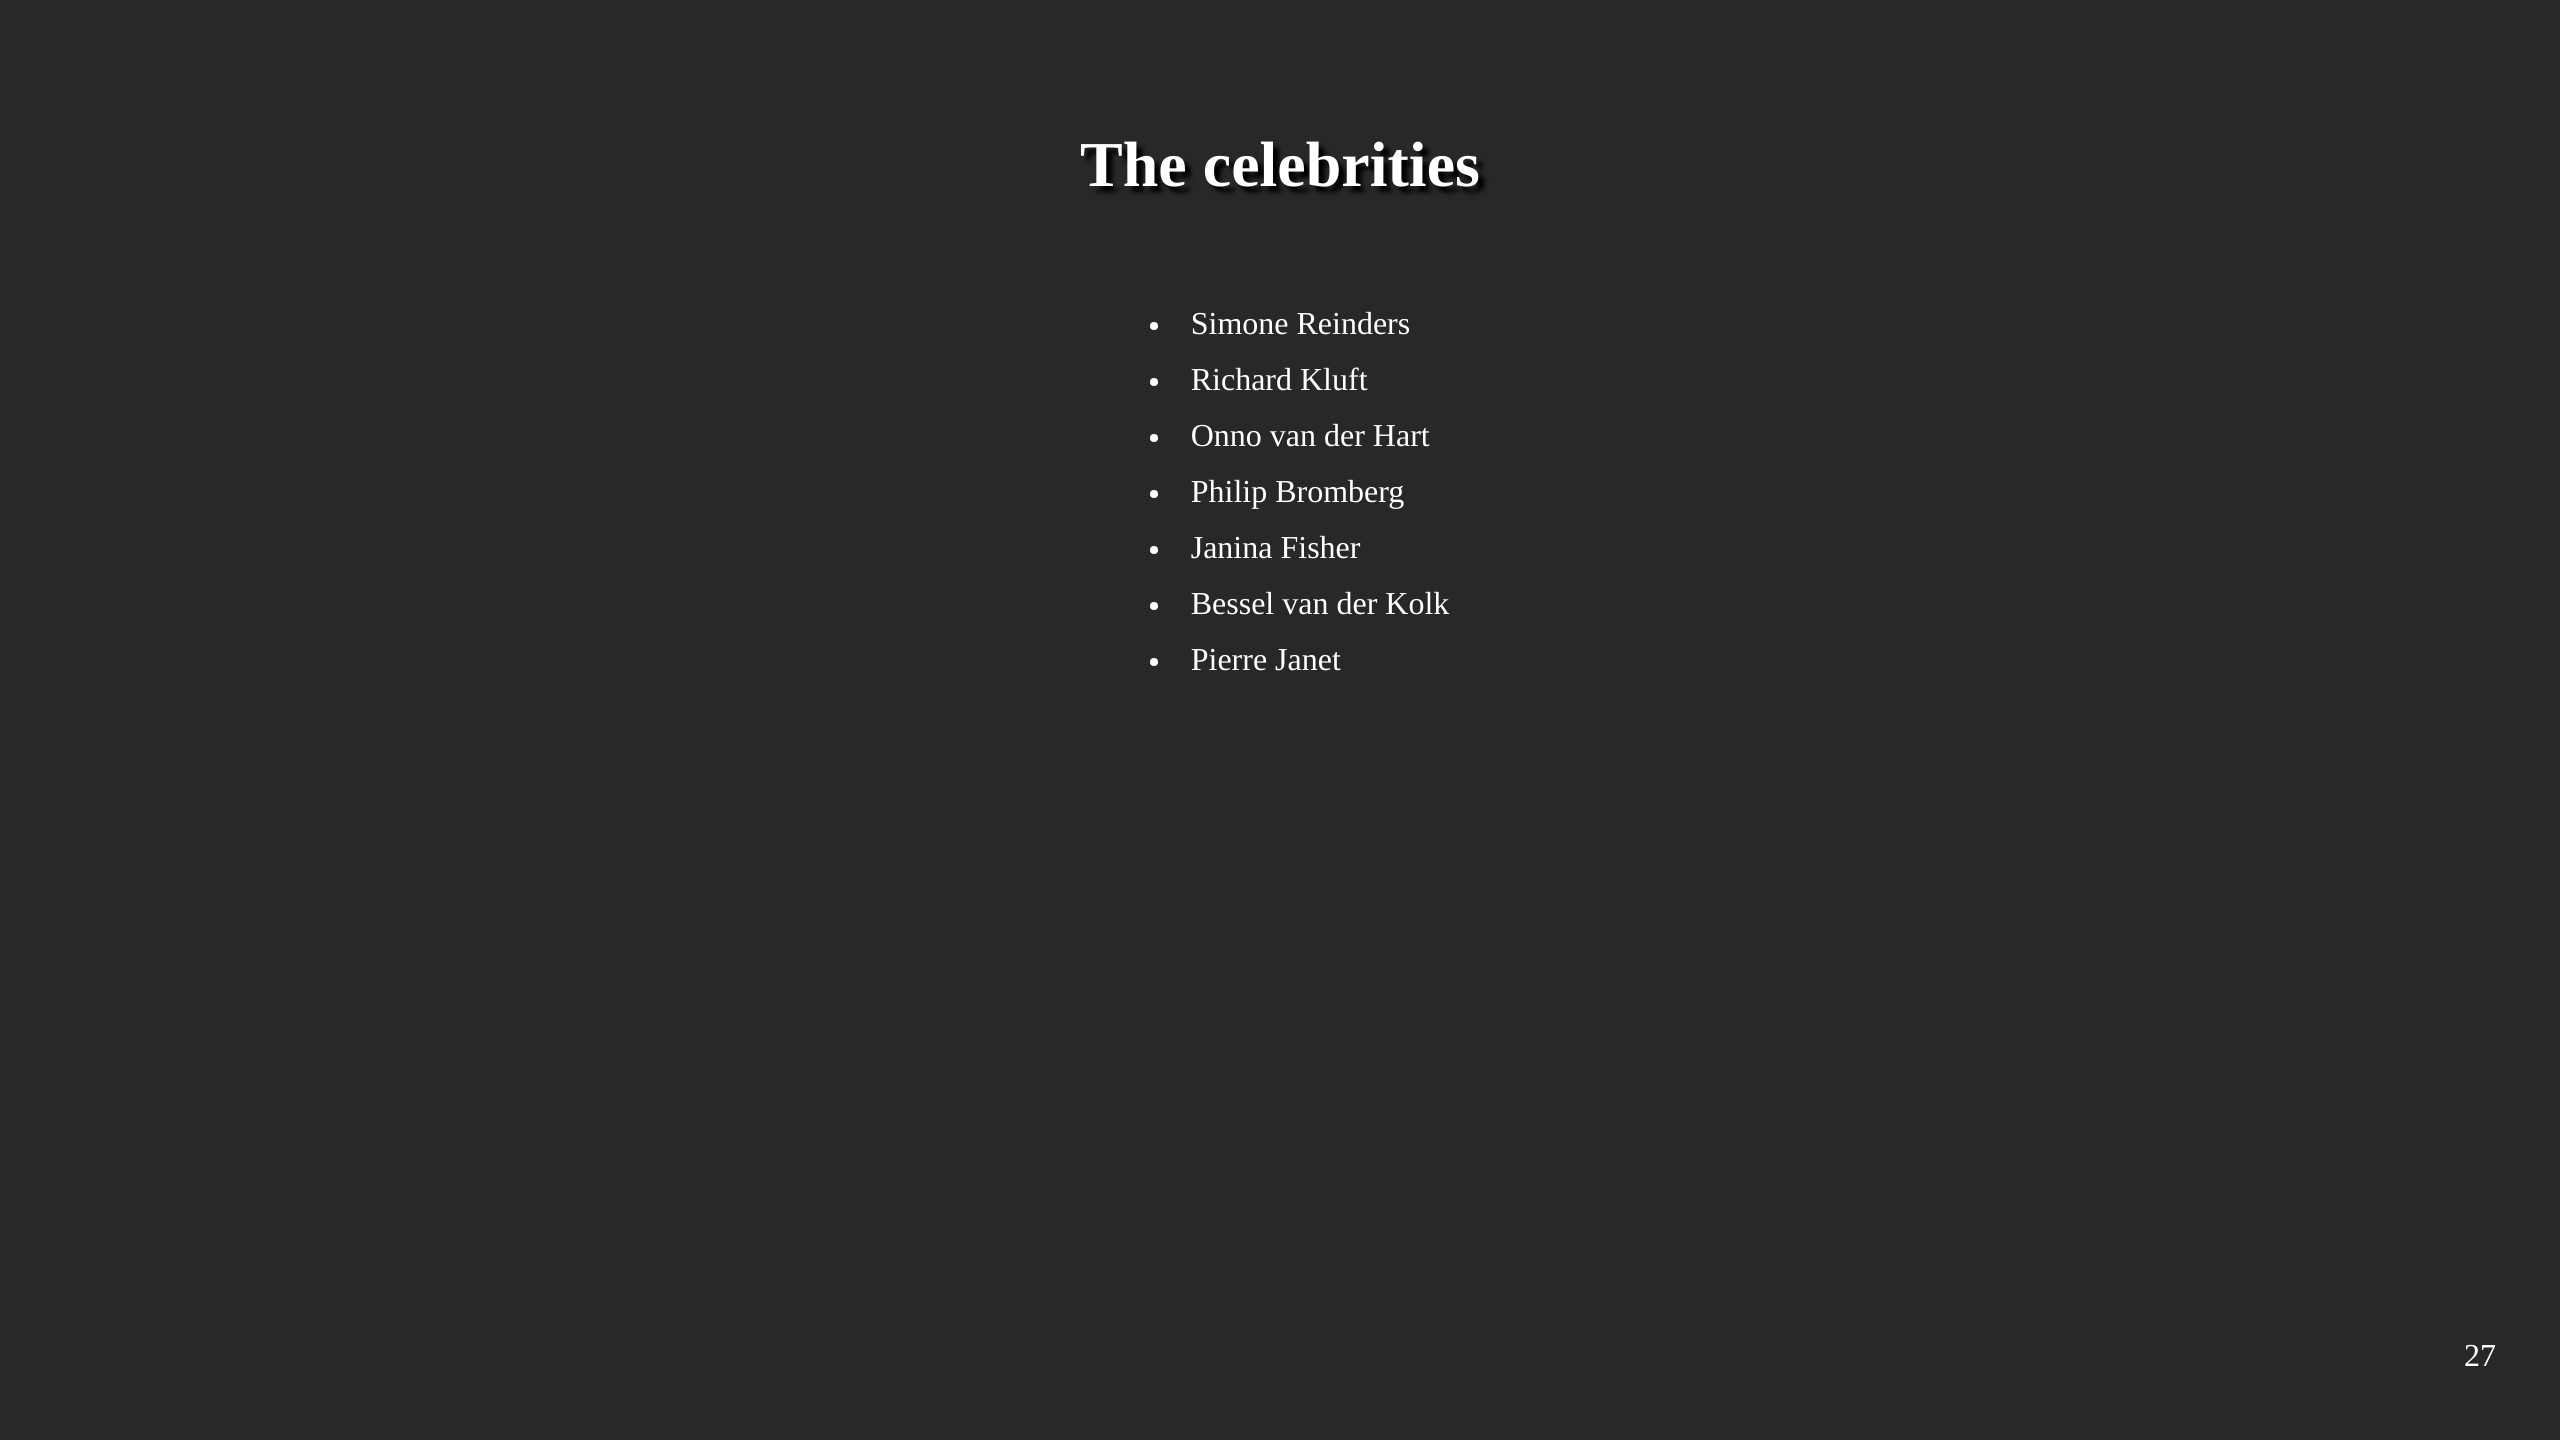 The celebrities
• Simone Reinders
• Richard Kluft
• Onno van der Hart
• Philip Bromberg
• Janina Fisher
• Bessel van der Kolk
• Pierre Janet
27